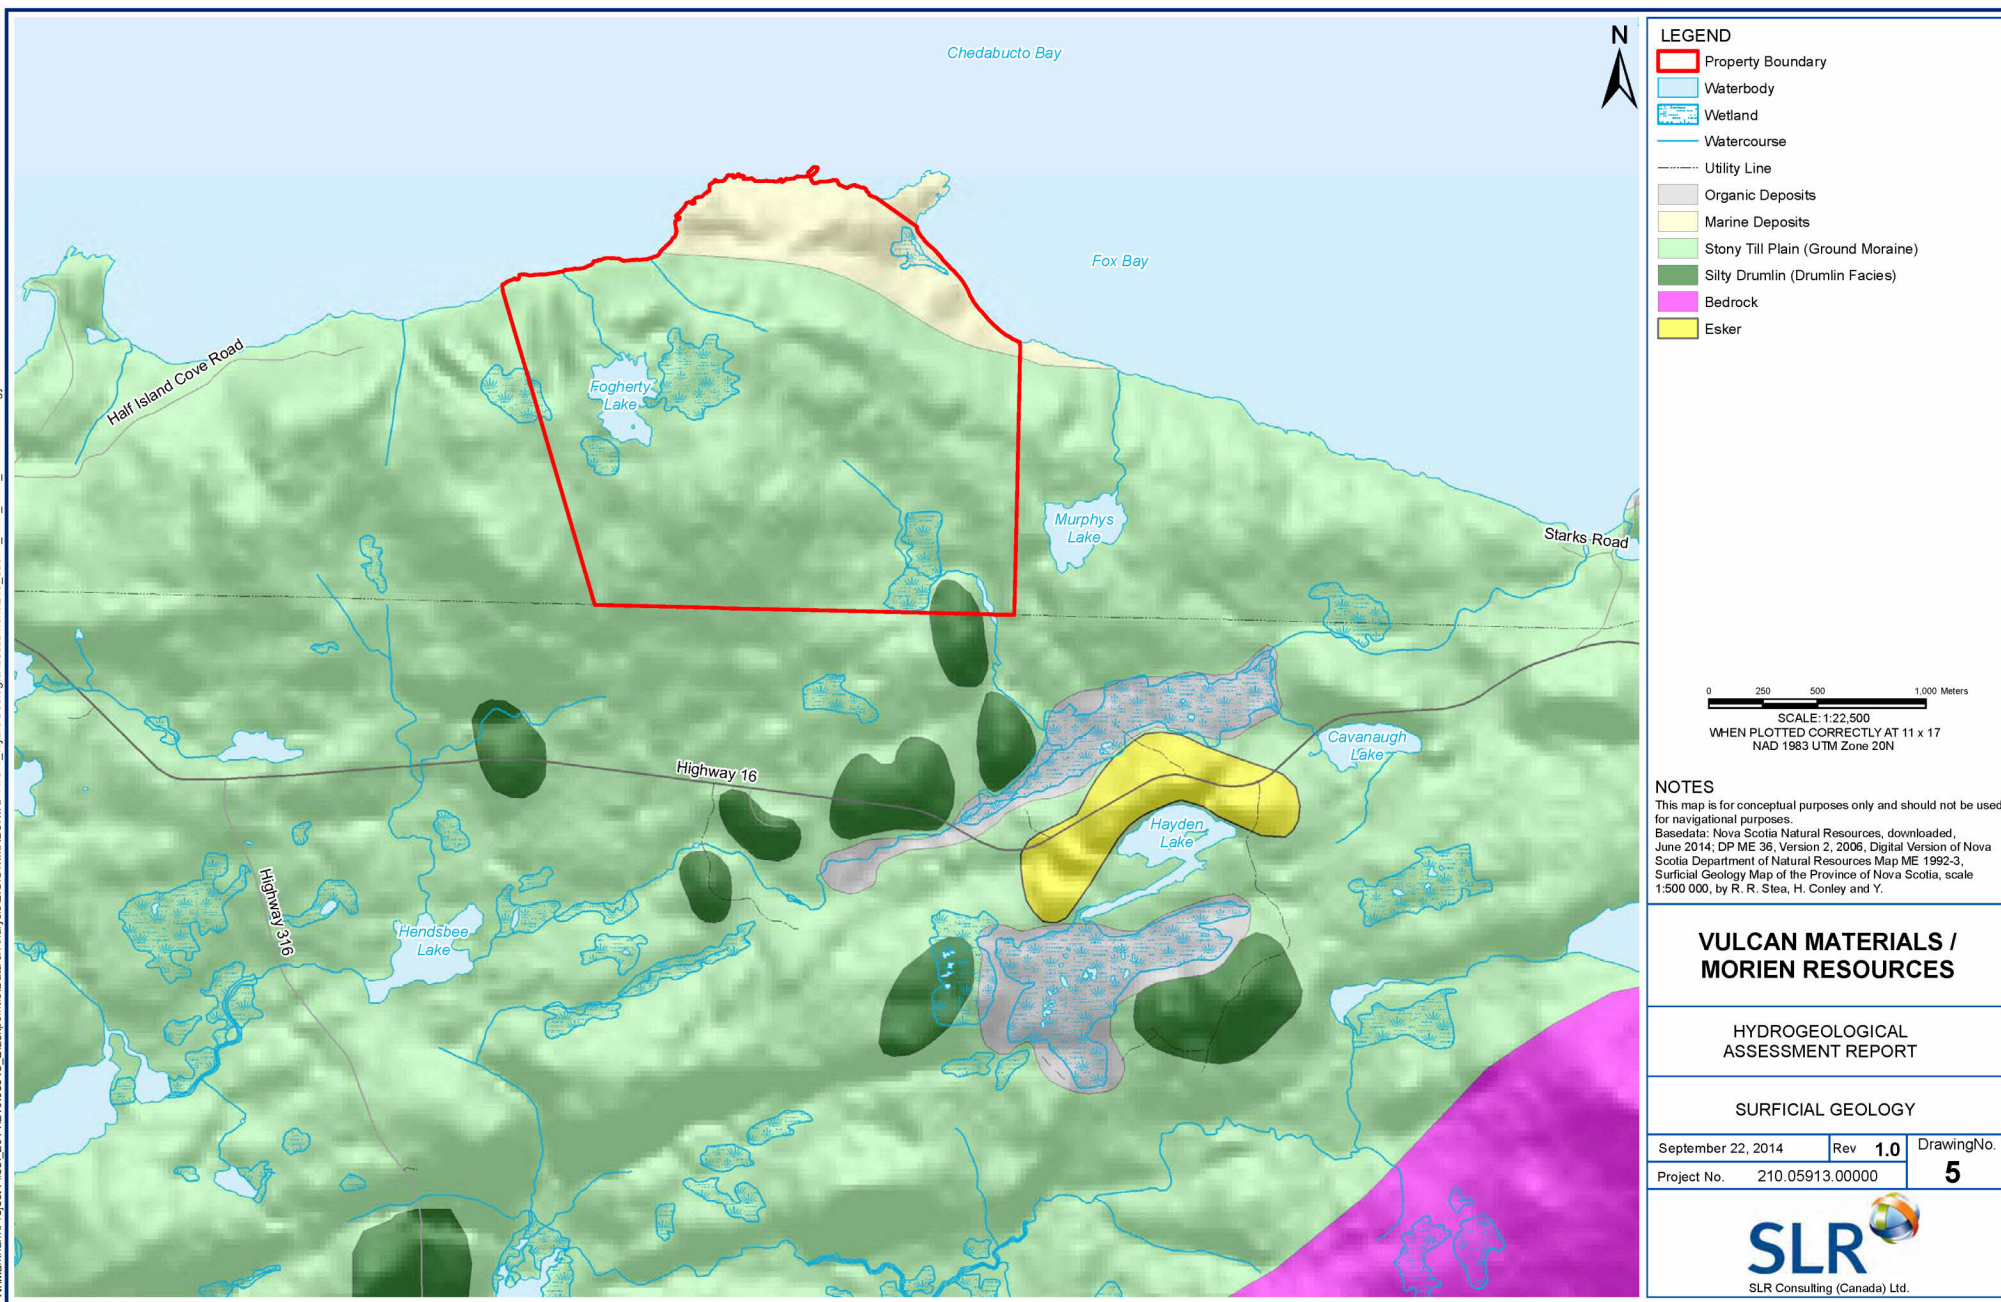 Chedabucto Bay
N
Fox Bay
Half Island Cove Road
Fogherty
Lake
Murphys
Lake
Starks Road
Highway 16
Cavanaugh
Lake
Hayden
Lake
Highway 316
Hendsbee
Lake
LEGEND
Property Boundary
Waterbody
Wetland
Watercourse
Utility Line
Organic Deposits
Marine Deposits
Stony Till Plain (Ground Moraine)
Silty Drumlin (Drumlin Facies)
Bedrock
Esker
0 250 500 1,000 Meters
SCALE: 1:22,500
WHEN PLOTTED CORRECTLY AT 11 x 17
NAD 1983 UTM Zone 20N
NOTES
This map is for conceptual purposes only and should not be used
for navigational purposes.
Basedata: Nova Scotia Natural Resources, downloaded,
June 2014; DP ME 36, Version 2, 2006, Digital Version of Nova
Scotia Department of Natural Resources Map ME 1992-3,
Surficial Geology Map of the Province of Nova Scotia, scale
1:500 000, by R. R. Stea, H. Conley and Y.
VULCAN MATERIALS /
MORIEN RESOURCES
HYDROGEOLOGICAL
ASSESSMENT REPORT
SURFICIAL GEOLOGY
September 22, 2014 Rev 1.0 DrawingNo.
Project No. 210.05913.00000 5
SLR
SLR Consulting (Canada) Ltd.